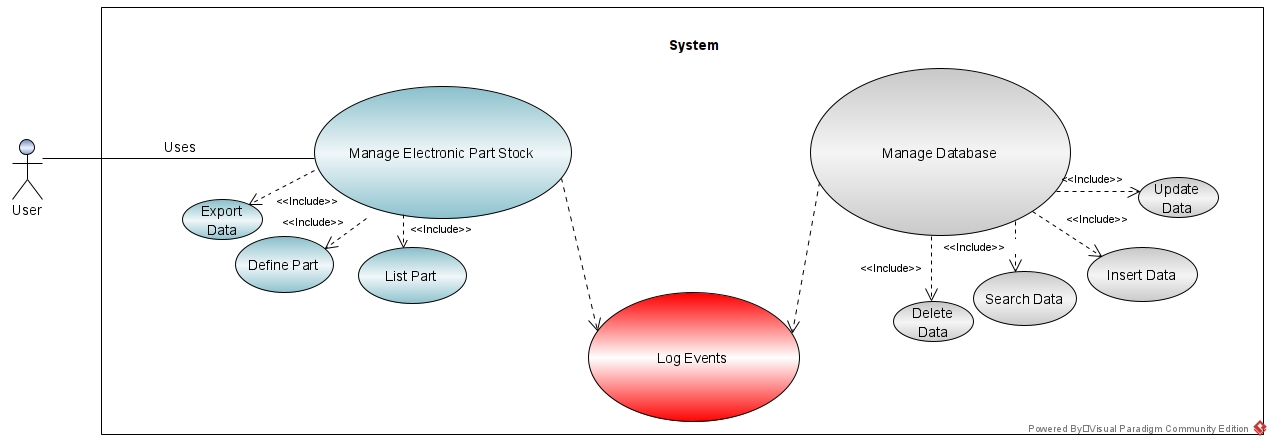 System
Uses
Manage Electronic Part Stock
Manage Database
User
<<Include>>
<<Include>>
<<Include>>
Export
Data
Define Part
List Part
<<Include>>
<<Include>>
<<Include>>
<<Include>>
Update
Data
Insert Data
Search Data
Delete
Data
Log Events
Powered By Visual Paradigm Community Edition